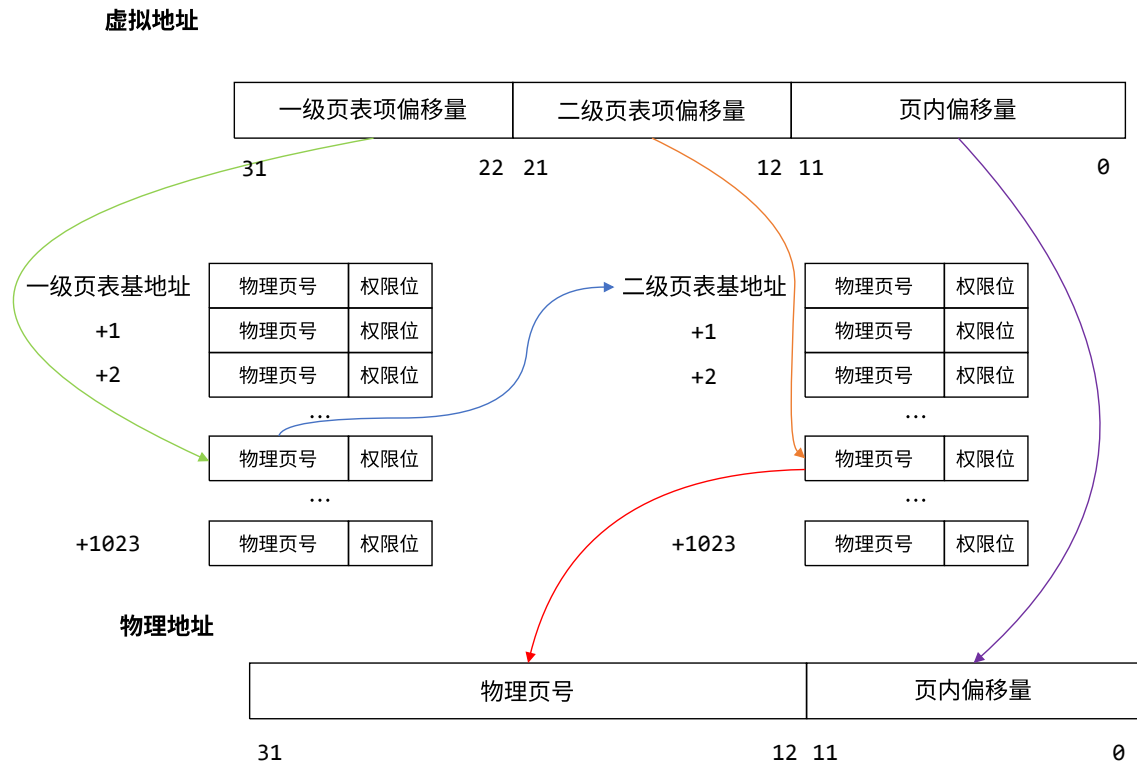 虚拟地址
一级页表项偏移量 二级页表项偏移量 页内偏移量
31 22 21 12 11 0
一级页表基地址 物理页号 权限位 二级页表基地址 物理页号 权限位
+1 物理页号 权限位 +1 物理页号 权限位
+2 物理页号 权限位 +2 物理页号 权限位
... ...
物理页号 权限位 物理页号 权限位
... ...
+1023 物理页号 权限位 +1023 物理页号 权限位
物理地址
物理页号 页内偏移量
31 12 11 0